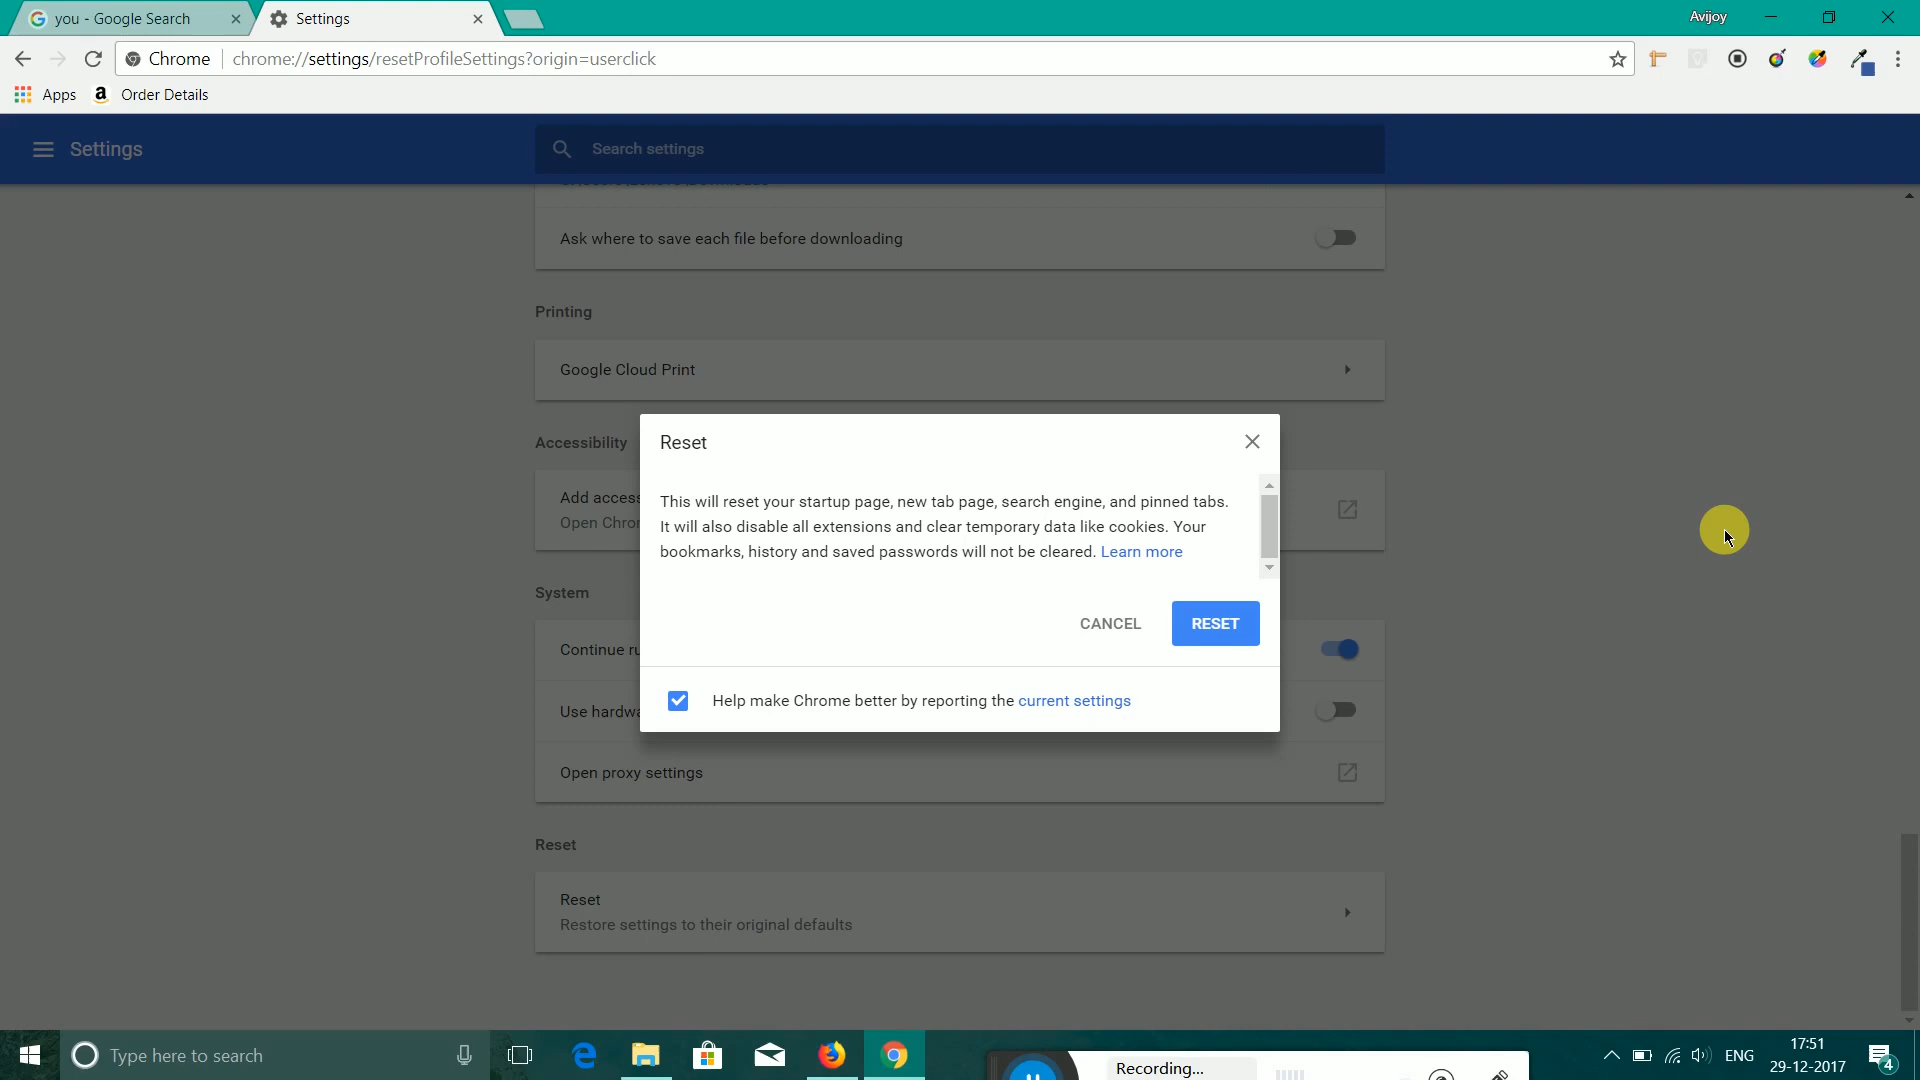 you - Google Search
Settings
Avijoy
Chrome
chrome://settings/resetProfileSettings?origin=userclick
Apps
a
Order Details
Settings
Search settings
Ask where to save each file before downloading
Printing
Google Cloud Print
Accessibility
Add access
Open Chro
System
Continue ru
Use hardwa
Open proxy settings
Reset
This will reset your startup page, new tab page, search engine, and pinned tabs.
It will also disable all extensions and clear temporary data like cookies. Your
bookmarks, history and saved passwords will not be cleared. Learn more
CANCEL
RESET
Help make Chrome better by reporting the current settings
Reset
Reset
Restore settings to their original defaults
Type here to search
Recording...
ENG
17:51
29-12-2017
4